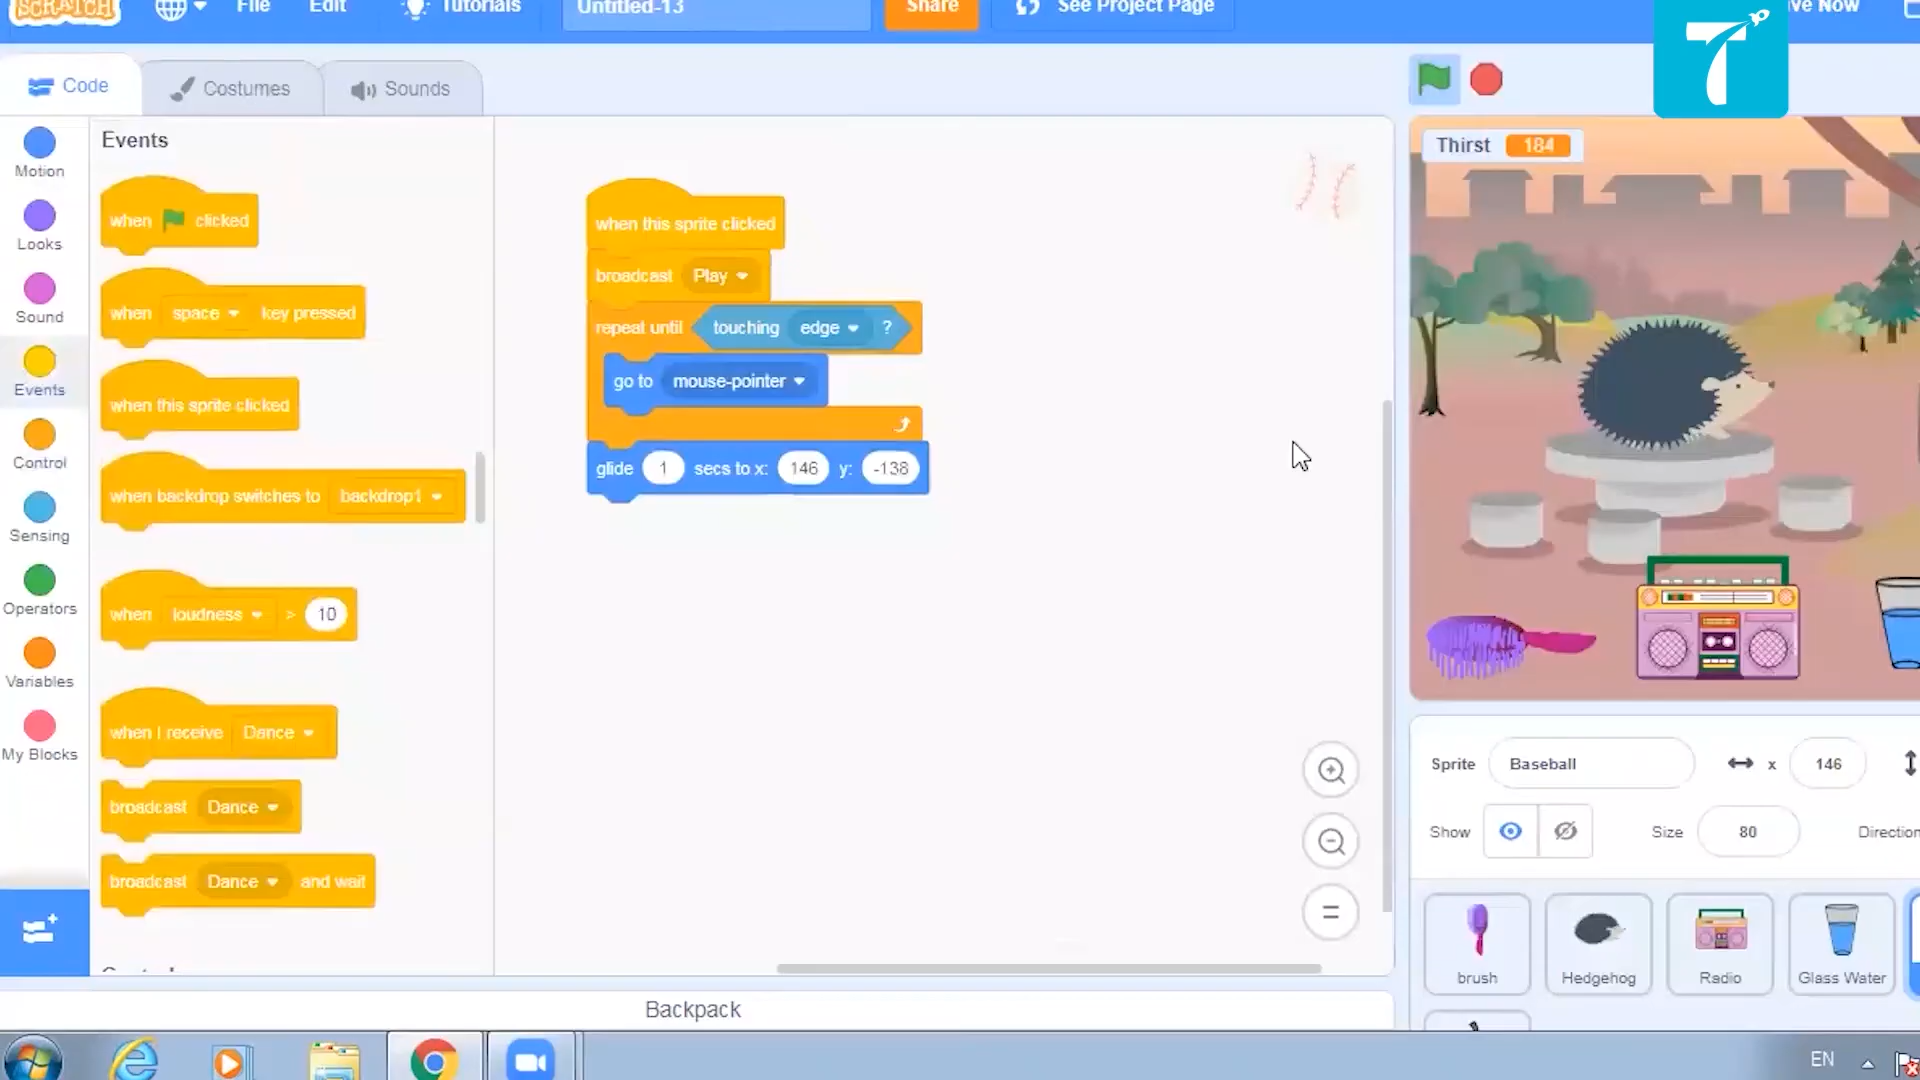 SCRATCH
File
Edit
Tutorials
Untitled-13
Share
See Project Page
ve Now
Code
Costumes
Sounds
Motion
Looks
Sound
Events
Control
Sensing
Operators
Variables
My Blocks
Events
when clicked
when space key pressed
when this sprite clicked
when backdrop switches to backdrop1
when loudness > 10
when I receive Dance
broadcast Dance
broadcast Dance and wait
when this sprite clicked
broadcast Play
repeat until touching edge ?
go to mouse-pointer
glide 1 secs to x: 146 y: -138
Backpack
Thirst 184
Sprite Baseball x 146
Show Size 80 Direction
brush
Hedgehog
Radio
Glass Water
EN